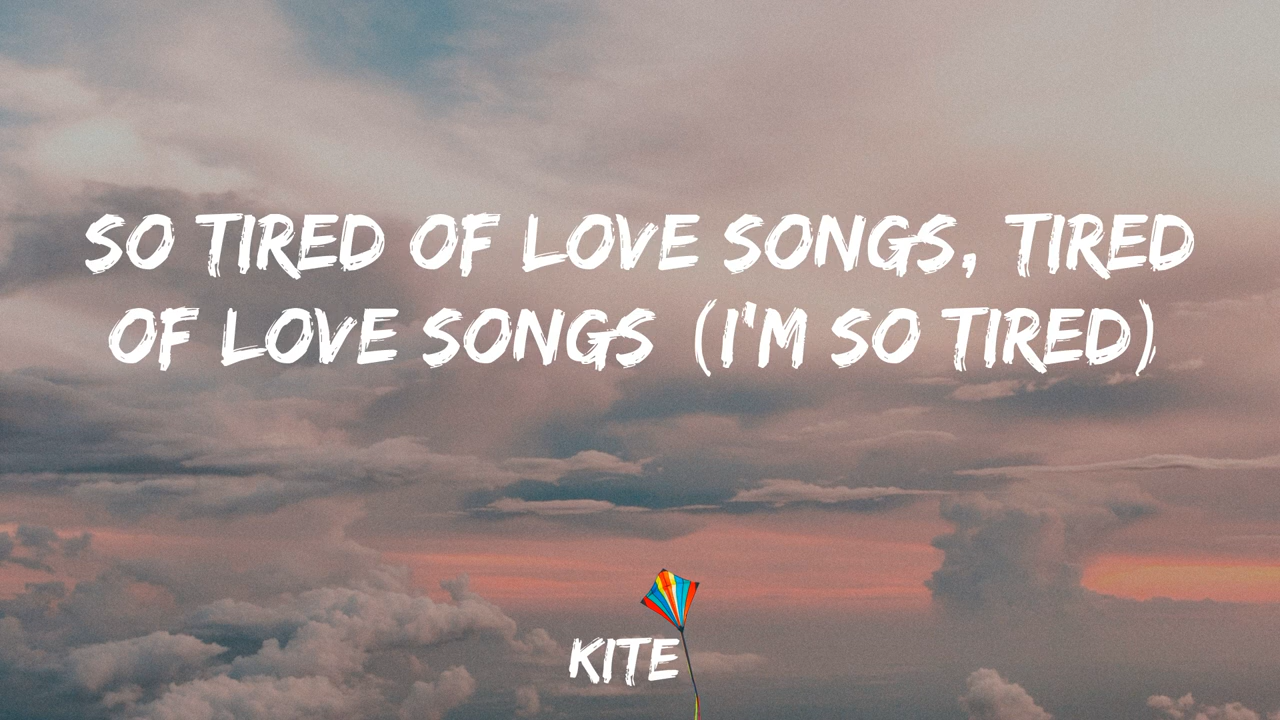 SO TIRED OF LOVE SONGS, TIRED
OF LOVE SONGS (I'M SO TIRED)
KITE